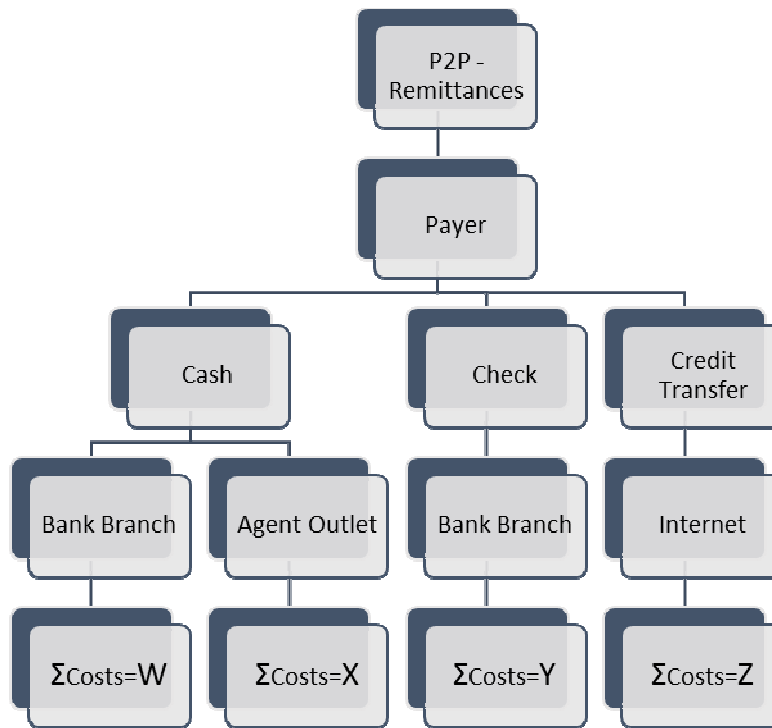 P2P -
Remittances
Payer
Cash
Check
Credit
Transfer
Bank Branch
Agent Outlet
Bank Branch
Internet
ΣCosts=W
ΣCosts=X
ΣCosts=Y
ΣCosts=Z